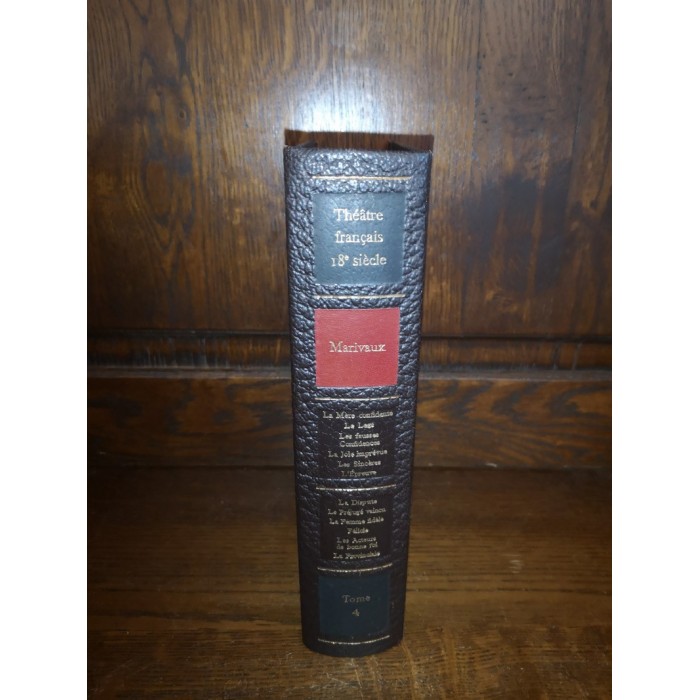 Théâtre
français
18e siècle
Marivaux
La Mère confidente
Le Legs
Les fausses
Confidences
La Joie imprévue
Les Sincères
L'Épreuve
La Dispute
Le Préjugé vaincu
La Femme fidèle
Félicie
Les Acteurs
de bonne foi
La Provinciale
Tome
4